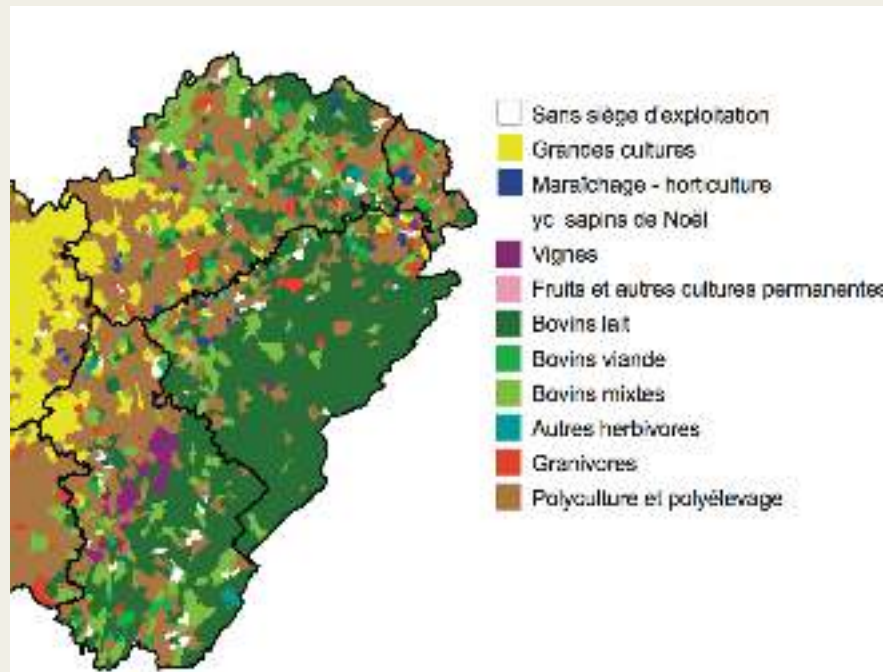 Sans siège d'exploitation
Grandes cultures
Maraîchage - horticulture
yc sapins de Noël
Vignes
Fruits et autres cultures permanentes
Bovins lait
Bovins viande
Bovins mixtes
Autres herbivores
Granivores
Polyculture et polyélevage